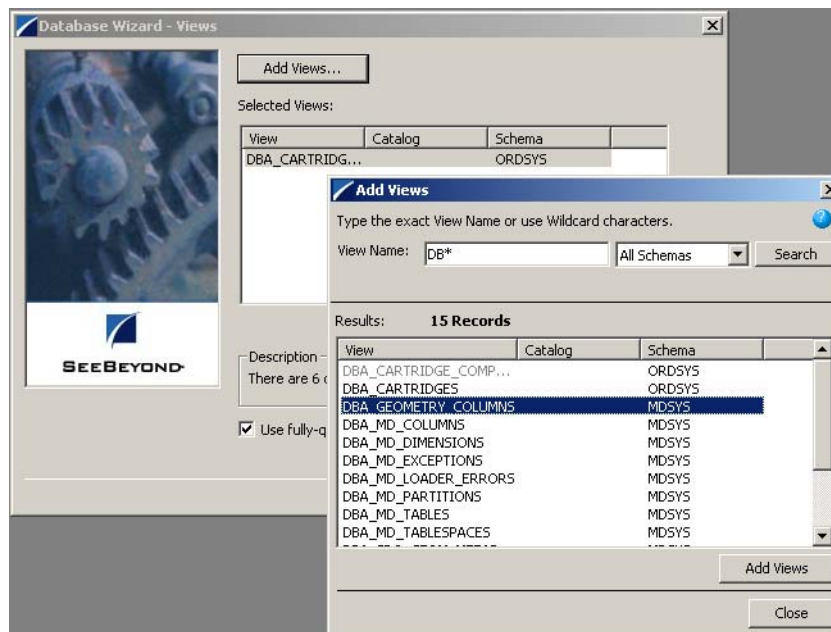 Database Wizard - Views
Add Views...
Selected Views:
View Catalog Schema
DBA_CARTRIDG... ORDSYS
SEEBEYOND
Description
There are 6
Use fully-q
Add Views
Type the exact View Name or use Wildcard characters.
View Name: DB* All Schemas Search
Results: 15 Records
View Catalog Schema
DBA_CARTRIDGE_COMP... ORDSYS
DBA_CARTRIDGES ORDSYS
DBA_GEOMETRY_COLUMNS MDSYS
DBA_MD_COLUMNS MDSYS
DBA_MD_DIMENSIONS MDSYS
DBA_MD_EXCEPTIONS MDSYS
DBA_MD_LOADER_ERRORS MDSYS
DBA_MD_PARTITIONS MDSYS
DBA_MD_TABLES MDSYS
DBA_MD_TABLESPACES MDSYS
Add Views
Close